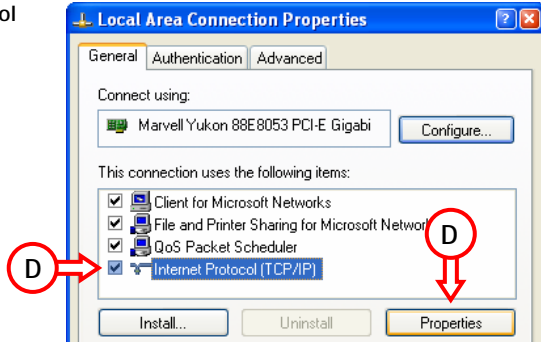 ol
Local Area Connection Properties
General Authentication Advanced
Connect using:
Marvell Yukon 88E8053 PCI-E Gigabi Configure...
This connection uses the following items:
Client for Microsoft Networks
File and Printer Sharing for Microsoft Networ
D
QoS Packet Scheduler
D Internet Protocol (TCP/IP)
Install... Uninstall Properties